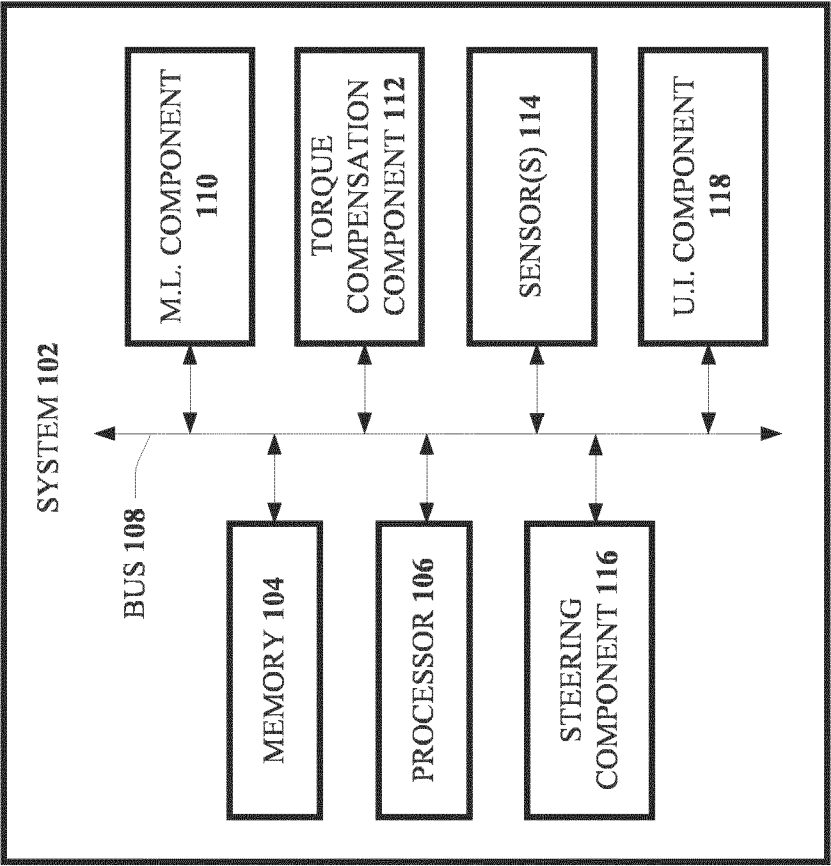 SYSTEM 102
BUS 108
M.L. COMPONENT
110
TORQUE
COMPENSATION
COMPONENT 112
SENSOR(S) 114
U.I. COMPONENT
118
MEMORY 104
PROCESSOR 106
STEERING
COMPONENT 116